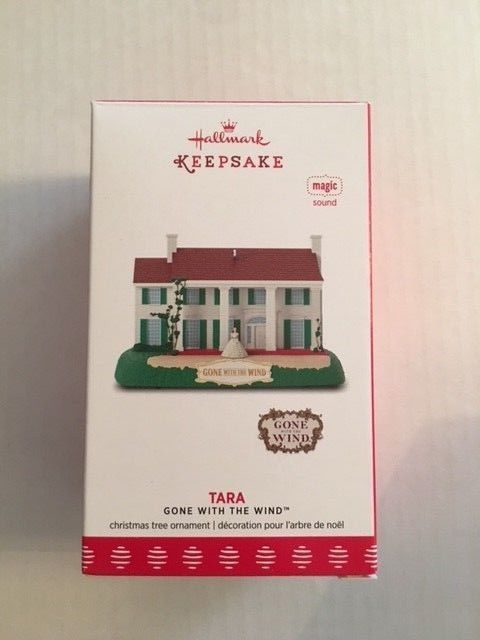 Hallmark
KEEPSAKE
magic
sound
GONE WITH THE WIND
GONE
WITH THE
WIND
TARA
GONE WITH THE WIND™
christmas tree ornament | décoration pour l'arbre de noël